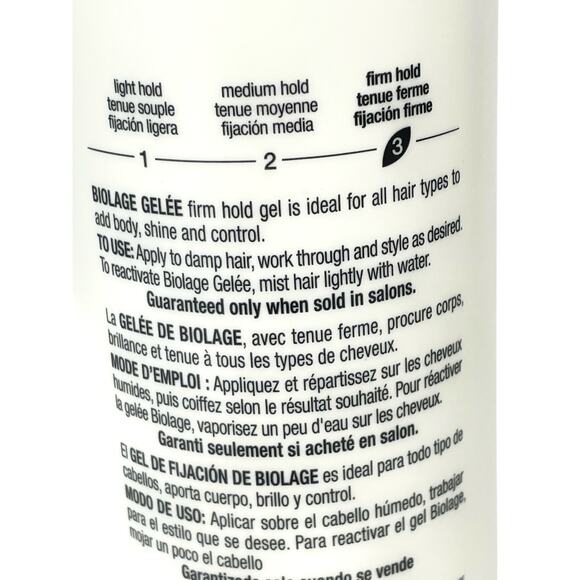 light hold
tenue souple
fijación ligera
medium hold
tenue moyenne
fijación media
firm hold
tenue ferme
fijación firme
1 2 3
BIOLAGE GELÉE firm hold gel is ideal for all hair types to
add body, shine and control.
TO USE: Apply to damp hair, work through and style as desired.
To reactivate Biolage Gelée, mist hair lightly with water.
Guaranteed only when sold in salons.
La GELÉE DE BIOLAGE, avec tenue ferme, procure corps,
brillance et tenue à tous les types de cheveux.
MODE D'EMPLOI : Appliquez et répartissez sur les cheveux
humides, puis coiffez selon le résultat souhaité. Pour réactiver
la gelée Biolage, vaporisez un peu d'eau sur les cheveux.
Garanti seulement si acheté en salon.
El GEL DE FIJACIÓN DE BIOLAGE es ideal para todo tipo de
cabellos, aporta cuerpo, brillo y control.
MODO DE USO: Aplicar sobre el cabello húmedo, trabajar
para el estilo que se desee. Para reactivar el gel Biolage,
mojar un poco el cabello
Garantizado solo cuando se vende